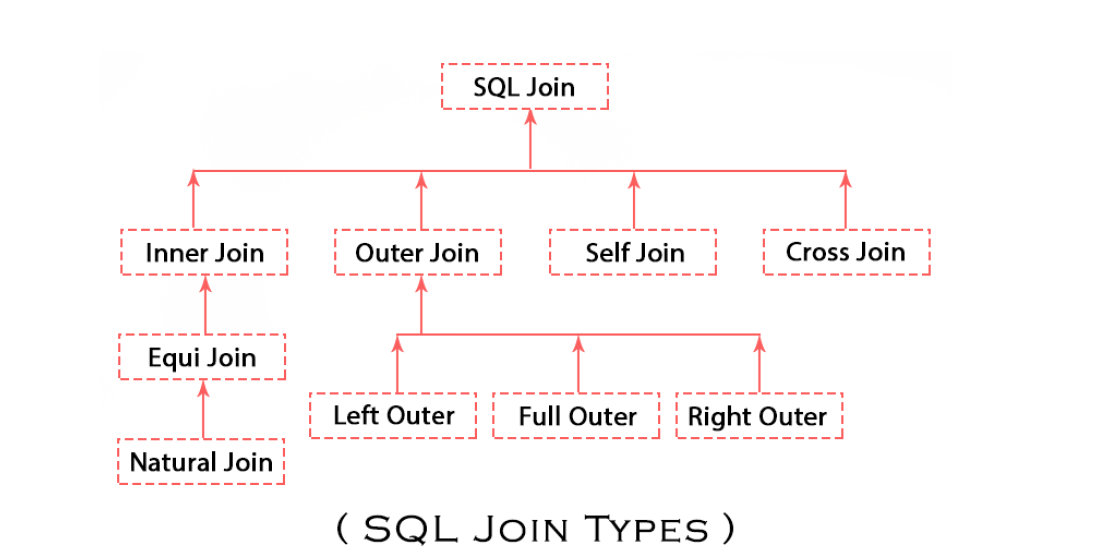 SQL Join
Inner Join
Outer Join
Self Join
Cross Join
Equi Join
Left Outer
Full Outer
Right Outer
Natural Join
( SQL Join Types )